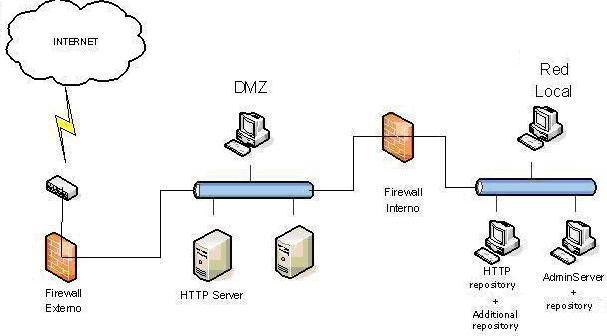 INTERNET
DMZ
Red
Local
Firewall
Interno
Firewall
Externo
HTTP Server
HTTP
repository
+
Additional
repository
AdminServer
+
repository